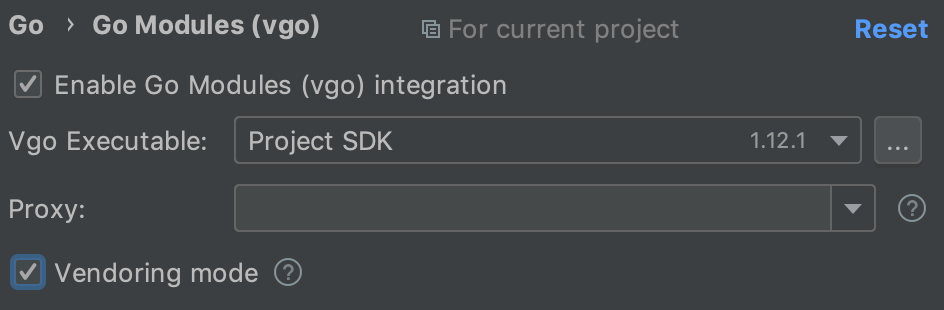 Go › Go Modules (vgo) For current project Reset
Enable Go Modules (vgo) integration
Vgo Executable: Project SDK 1.12.1 ...
Proxy: ?
Vendoring mode ?